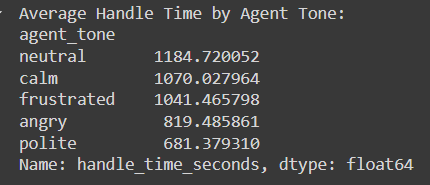 Average Handle Time by Agent Tone:
agent_tone
neutral 1184.720052
calm 1070.027964
frustrated 1041.465798
angry 819.485861
polite 681.379310
Name: handle_time_seconds, dtype: float64